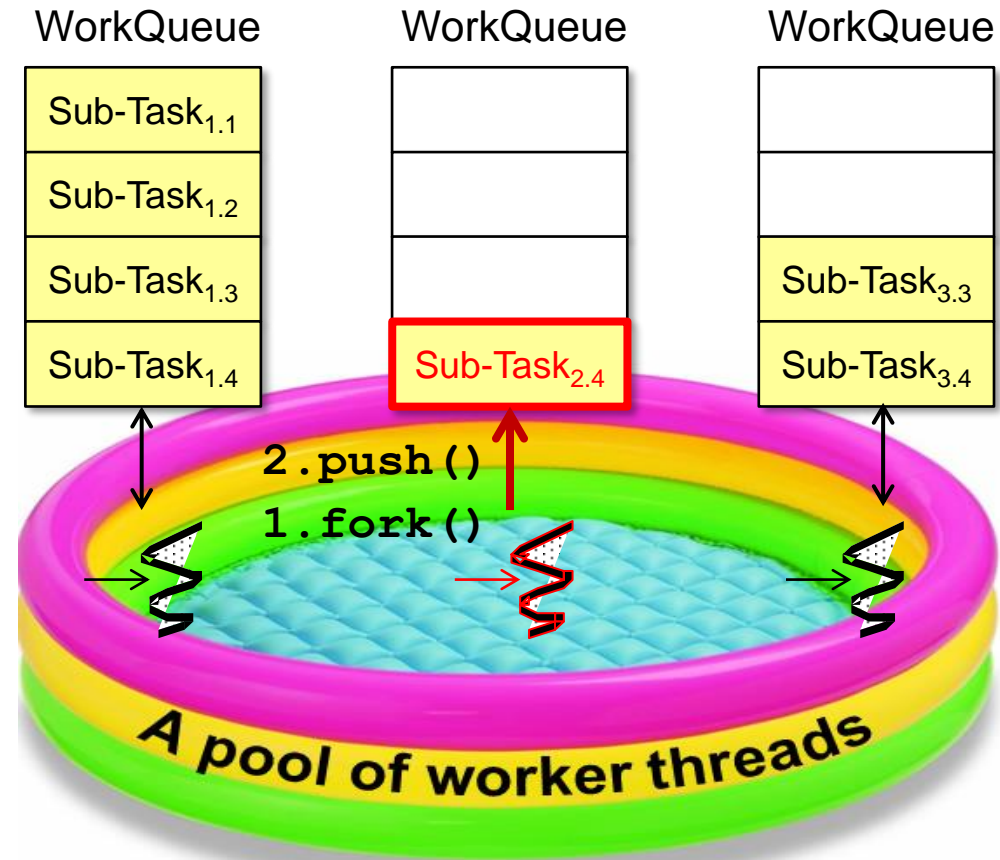 WorkQueue WorkQueue WorkQueue
Sub-Task1.1
Sub-Task1.2
Sub-Task1.3 Sub-Task3.3
Sub-Task1.4 Sub-Task2.4 Sub-Task3.4
2.push()
1.fork()
A pool of worker threads